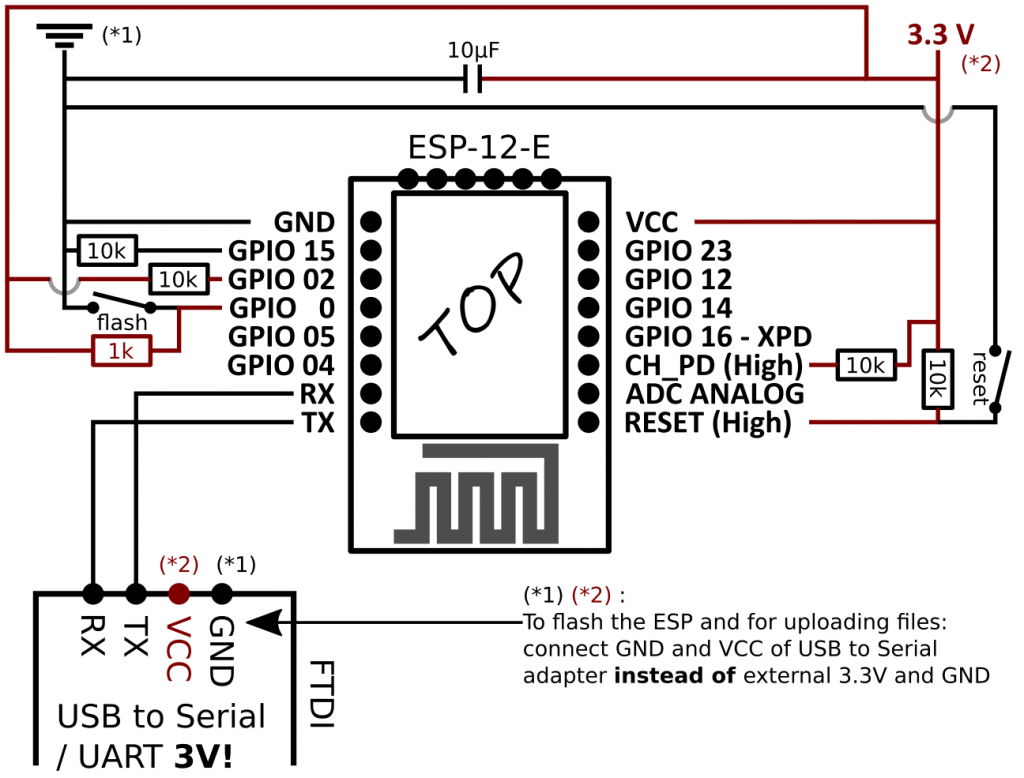 (*1)
10µF
3.3 V
(*2)
ESP-12-E
GND
GPIO 15
GPIO 02
GPIO 0
GPIO 05
GPIO 04
RX
TX
10k
10k
flash
1k
TOP
VCC
GPIO 23
GPIO 12
GPIO 14
GPIO 16 - XPD
CH_PD (High)
ADC ANALOG
RESET (High)
10k
10k
reset
(*2) (*1)
RX
TX
VCC
GND
FTDI
USB to Serial
/ UART 3V!
(*1) (*2) :
To flash the ESP and for uploading files:
connect GND and VCC of USB to Serial
adapter instead of external 3.3V and GND